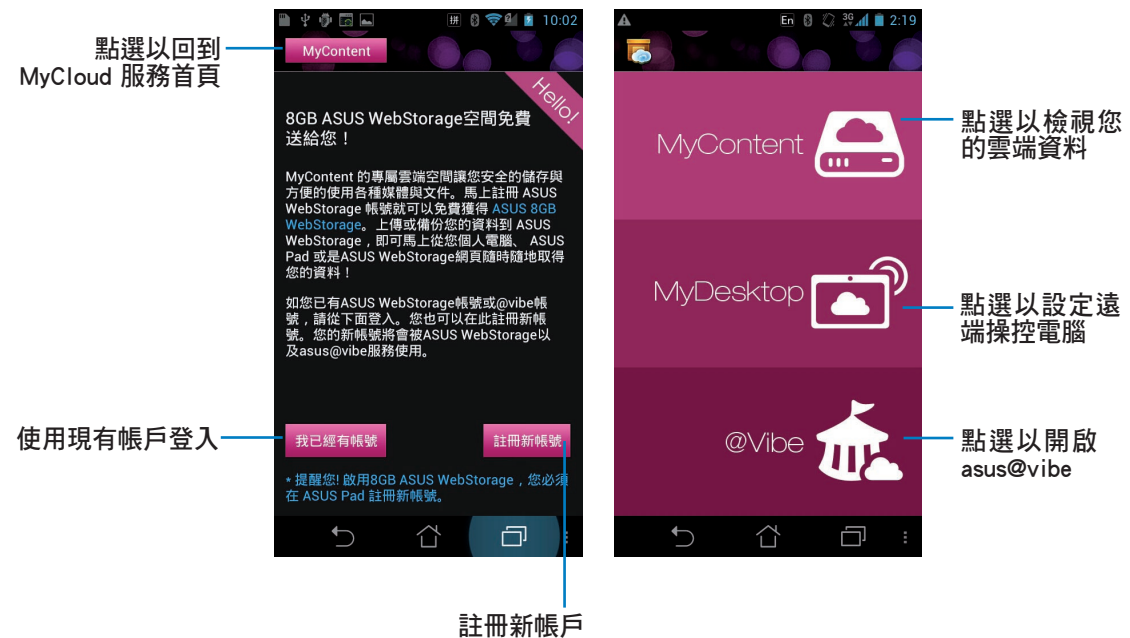 點選以回到
MyCloud 服務首頁
拼
10:02
MyContent
Hello!
8GB ASUS WebStorage空間免費
送給您！
MyContent 的專屬雲端空間讓您安全的儲存與
方便的使用各種媒體與文件。馬上註冊 ASUS
WebStorage 帳號就可以免費獲得 ASUS 8GB
WebStorage。上傳或備份您的資料到 ASUS
WebStorage，即可馬上從您個人電腦、 ASUS
Pad 或是ASUS WebStorage網頁隨時隨地取得
您的資料！
如您已有ASUS WebStorage帳號或@vibe帳
號，請從下面登入。您也可以在此註冊新帳
號。您的新帳號將會被ASUS WebStorage以
及asus@vibe服務使用。
使用現有帳戶登入
我已經有帳號
註冊新帳號
* 提醒您! 啟用8GB ASUS WebStorage，您必須
在 ASUS Pad 註冊新帳號。
註冊新帳戶
En
3G
2:19
MyContent
點選以檢視您
的雲端資料
MyDesktop
點選以設定遠
端操控電腦
@Vibe
點選以開啟
asus@vibe